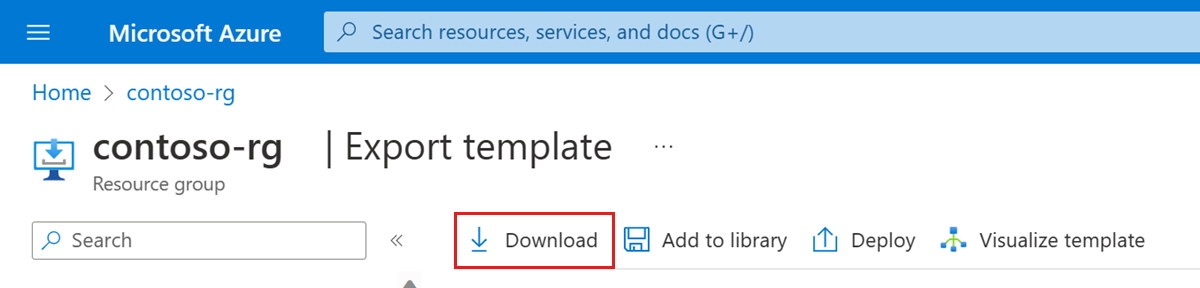 Microsoft Azure
Search resources, services, and docs (G+/)
Home > contoso-rg
contoso-rg | Export template ...
Resource group
Search «
Download Add to library Deploy Visualize template